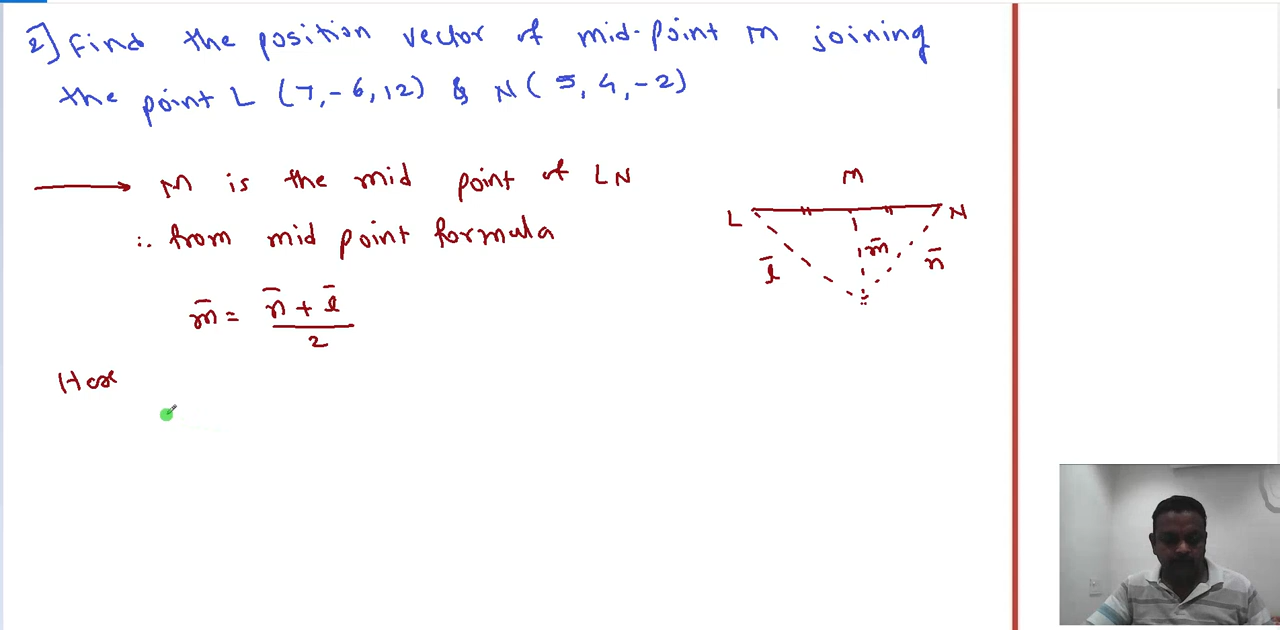 2] Find the position vector of mid-point M joining
the point L (7, -6, 12) & N ( 5, 4, -2)
M is the mid point of LN
∴ from mid point formula
m̄ = n̄ + l̄
2
Here
M
L
N
m̄
l̄
n̄